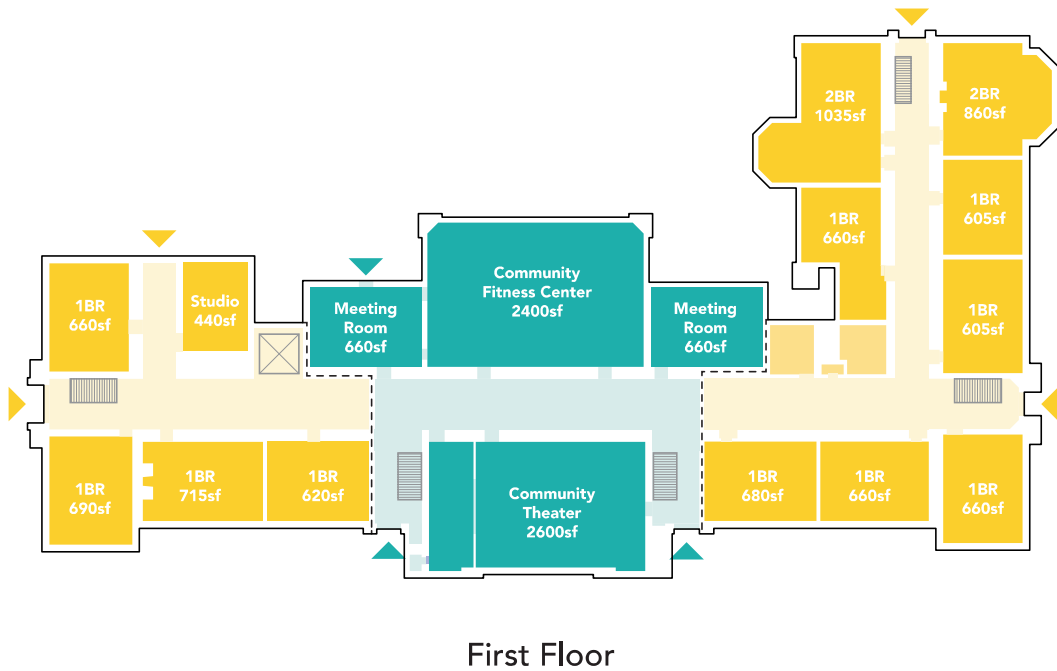 2BR
1035sf
2BR
860sf
1BR
605sf
1BR
660sf
Community
Fitness Center
2400sf
1BR
660sf
Studio
440sf
Meeting
Room
660sf
Meeting
Room
660sf
1BR
605sf
1BR
690sf
1BR
715sf
1BR
620sf
Community
Theater
2600sf
1BR
680sf
1BR
660sf
1BR
660sf
First Floor